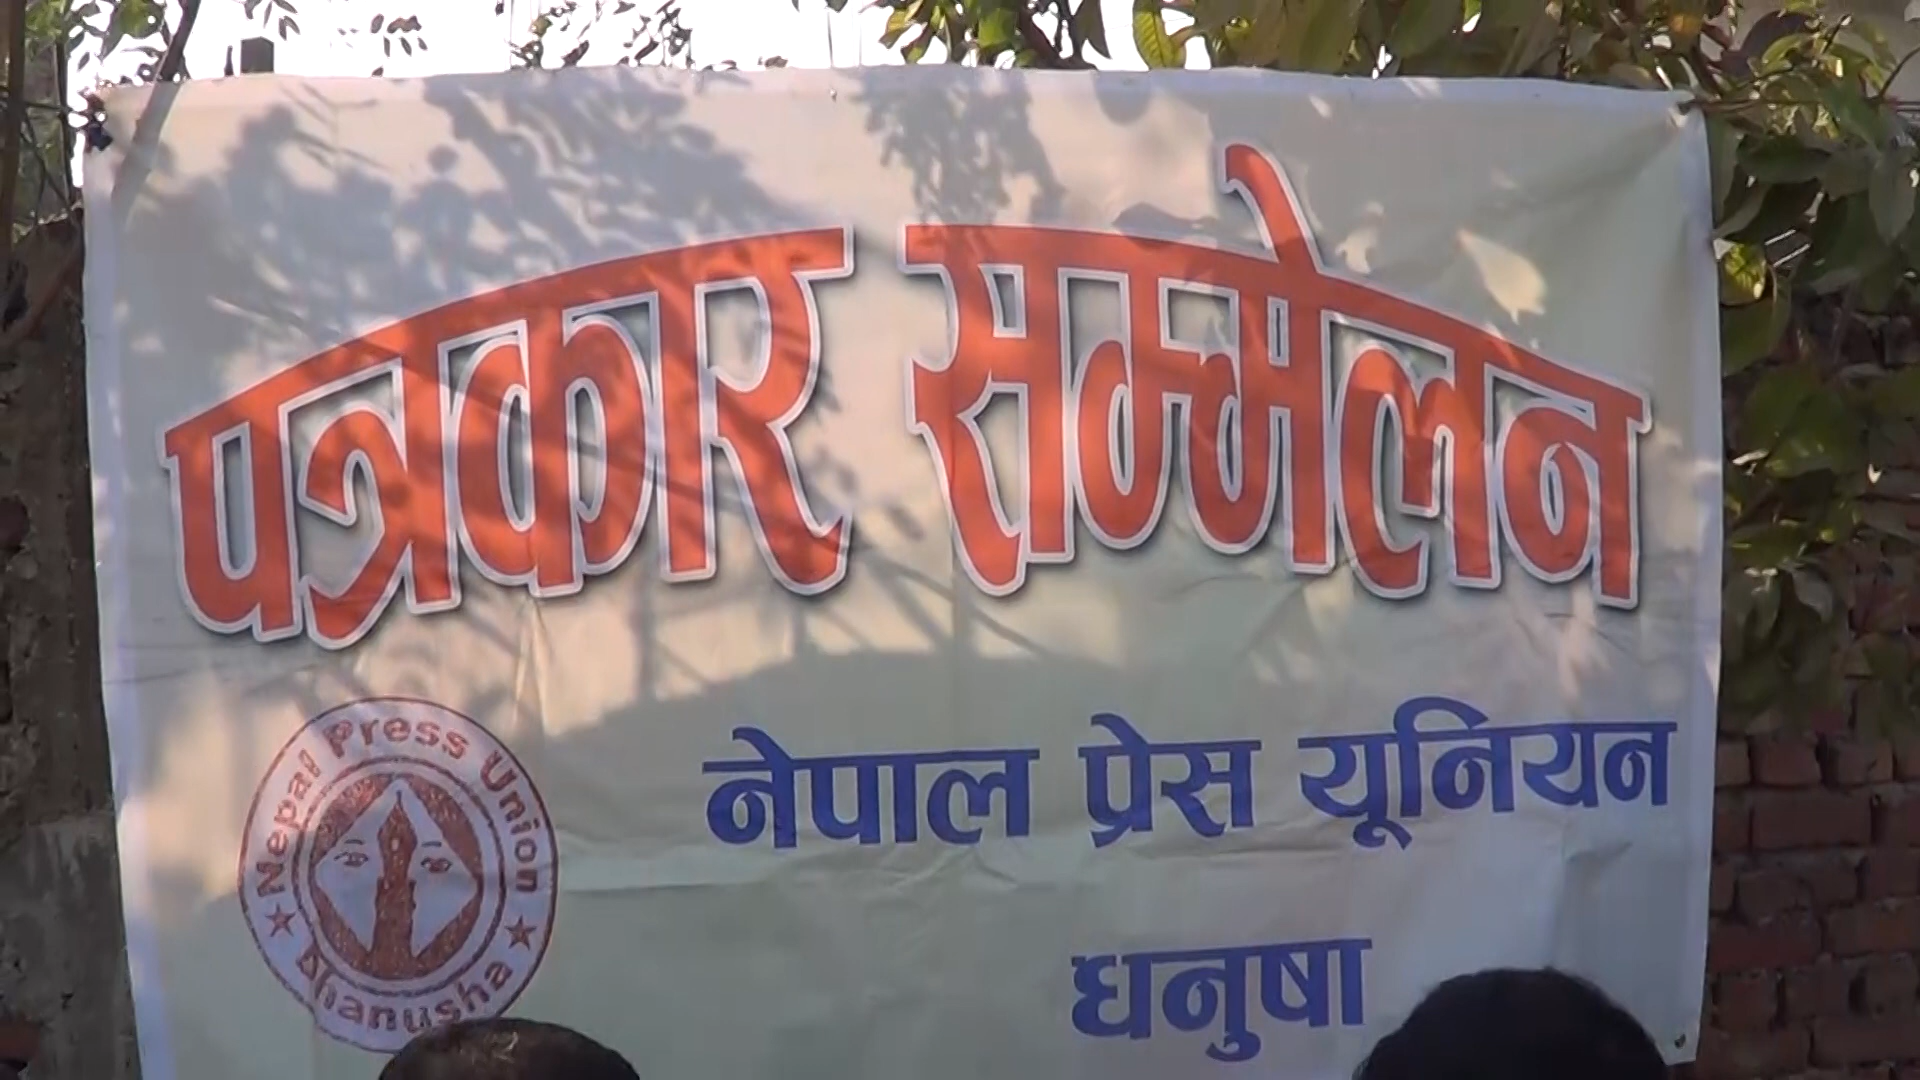 पत्रकार सम्मेलन
Nepal Press Union
Dhanusha
नेपाल प्रेस यूनियन
धनुषा